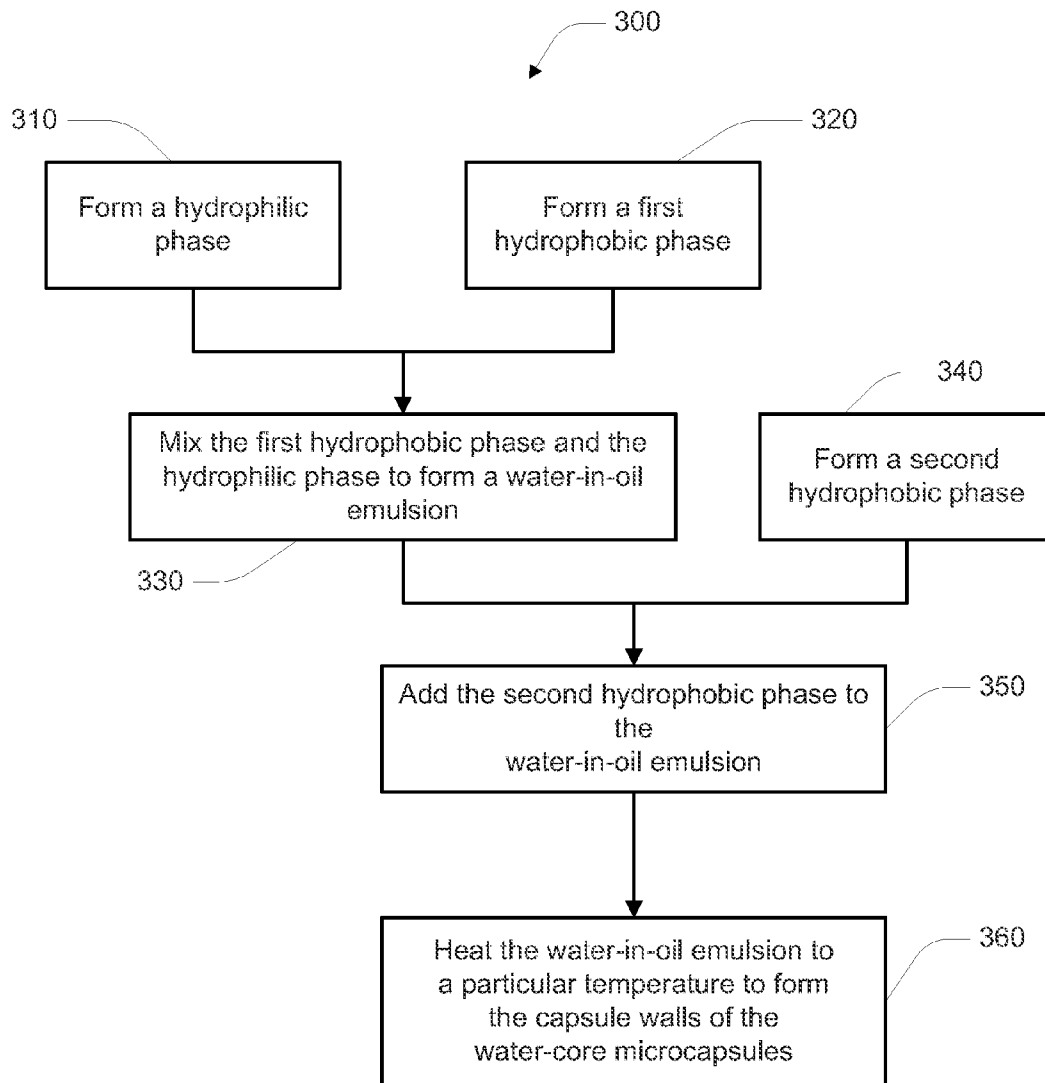 300
310
320
Form a hydrophilic
phase
Form a first
hydrophobic phase
340
Mix the first hydrophobic phase and the
hydrophilic phase to form a water-in-oil
emulsion
Form a second
hydrophobic phase
330
Add the second hydrophobic phase to
the
water-in-oil emulsion
350
Heat the water-in-oil emulsion to
a particular temperature to form
the capsule walls of the
water-core microcapsules
360